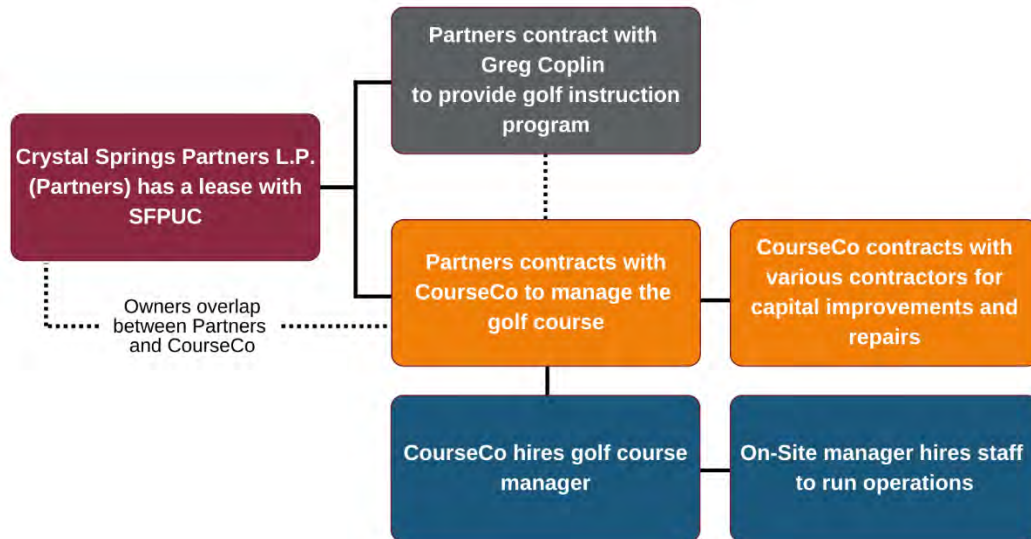 Partners contract with
Greg Coplin
to provide golf instruction
program
Crystal Springs Partners L.P.
(Partners) has a lease with
SFPUC
Partners contracts with
CourseCo to manage the
golf course
CourseCo contracts with
various contractors for
capital improvements and
repairs
Owners overlap
between Partners
and CourseCo
CourseCo hires golf course
manager
On-Site manager hires staff
to run operations